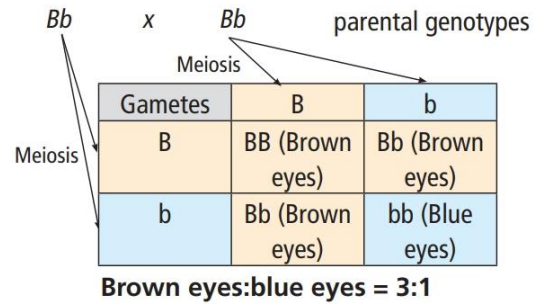 Bb x Bb parental genotypes
Meiosis
Gametes B b
Meiosis
B BB (Brown eyes) Bb (Brown eyes)
b Bb (Brown eyes) bb (Blue eyes)
Brown eyes:blue eyes = 3:1